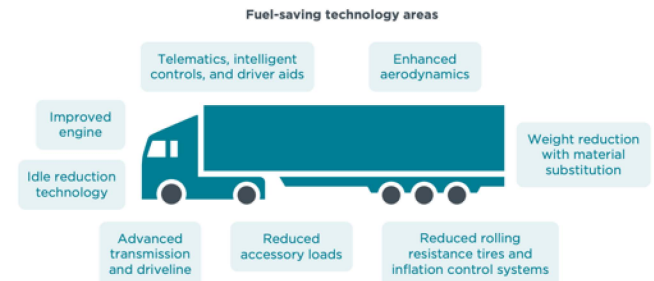 Fuel-saving technology areas
Telematics, intelligent
controls, and driver aids
Enhanced
aerodynamics
Improved
engine
Weight reduction
with material
substitution
Idle reduction
technology
Advanced
transmission
and driveline
Reduced
accessory loads
Reduced rolling
resistance tires and
inflation control systems